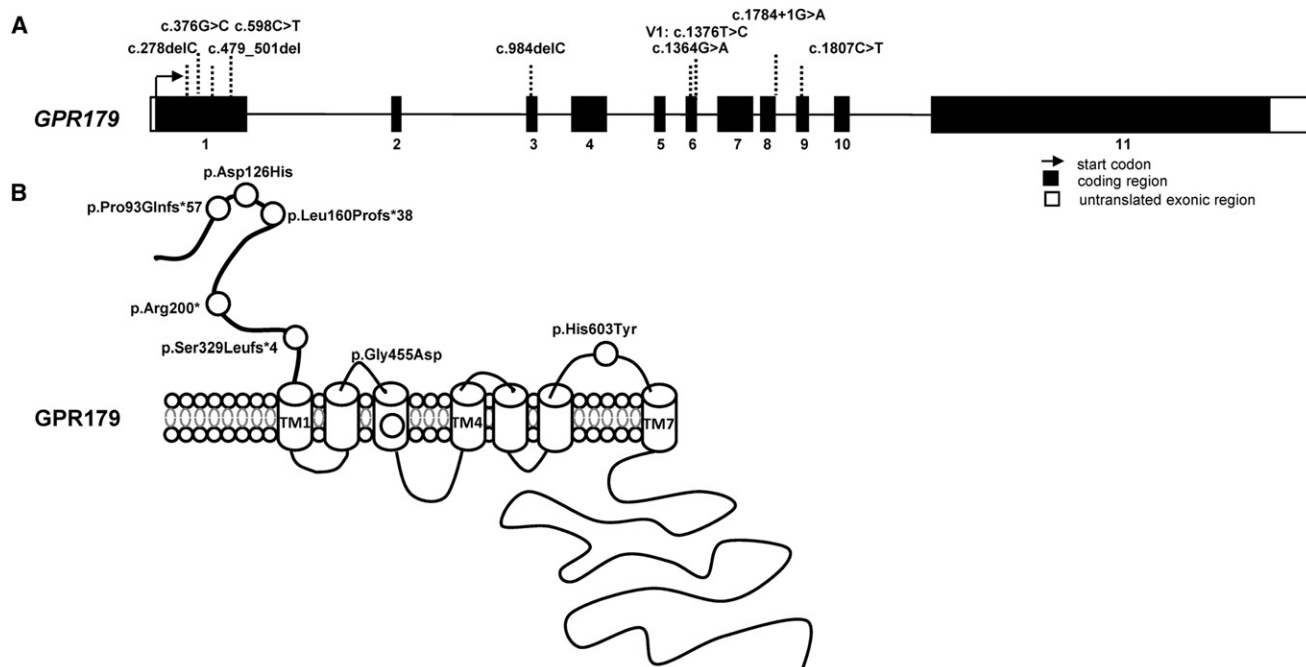 A
c.376G>C c.598C>T
c.278delC c.479_501del
c.984delC
V1: c.1376T>C
c.1364G>A
c.1784+1G>A
c.1807C>T
GPR179
1 2 3 4 5 6 7 8 9 10 11
start codon
coding region
untranslated exonic region
B
p.Asp126His
p.Pro93Glnfs*57
p.Leu160Profs*38
p.Arg200*
p.Ser329Leufs*4
p.Gly455Asp
p.His603Tyr
GPR179
TM1 TM4 TM7